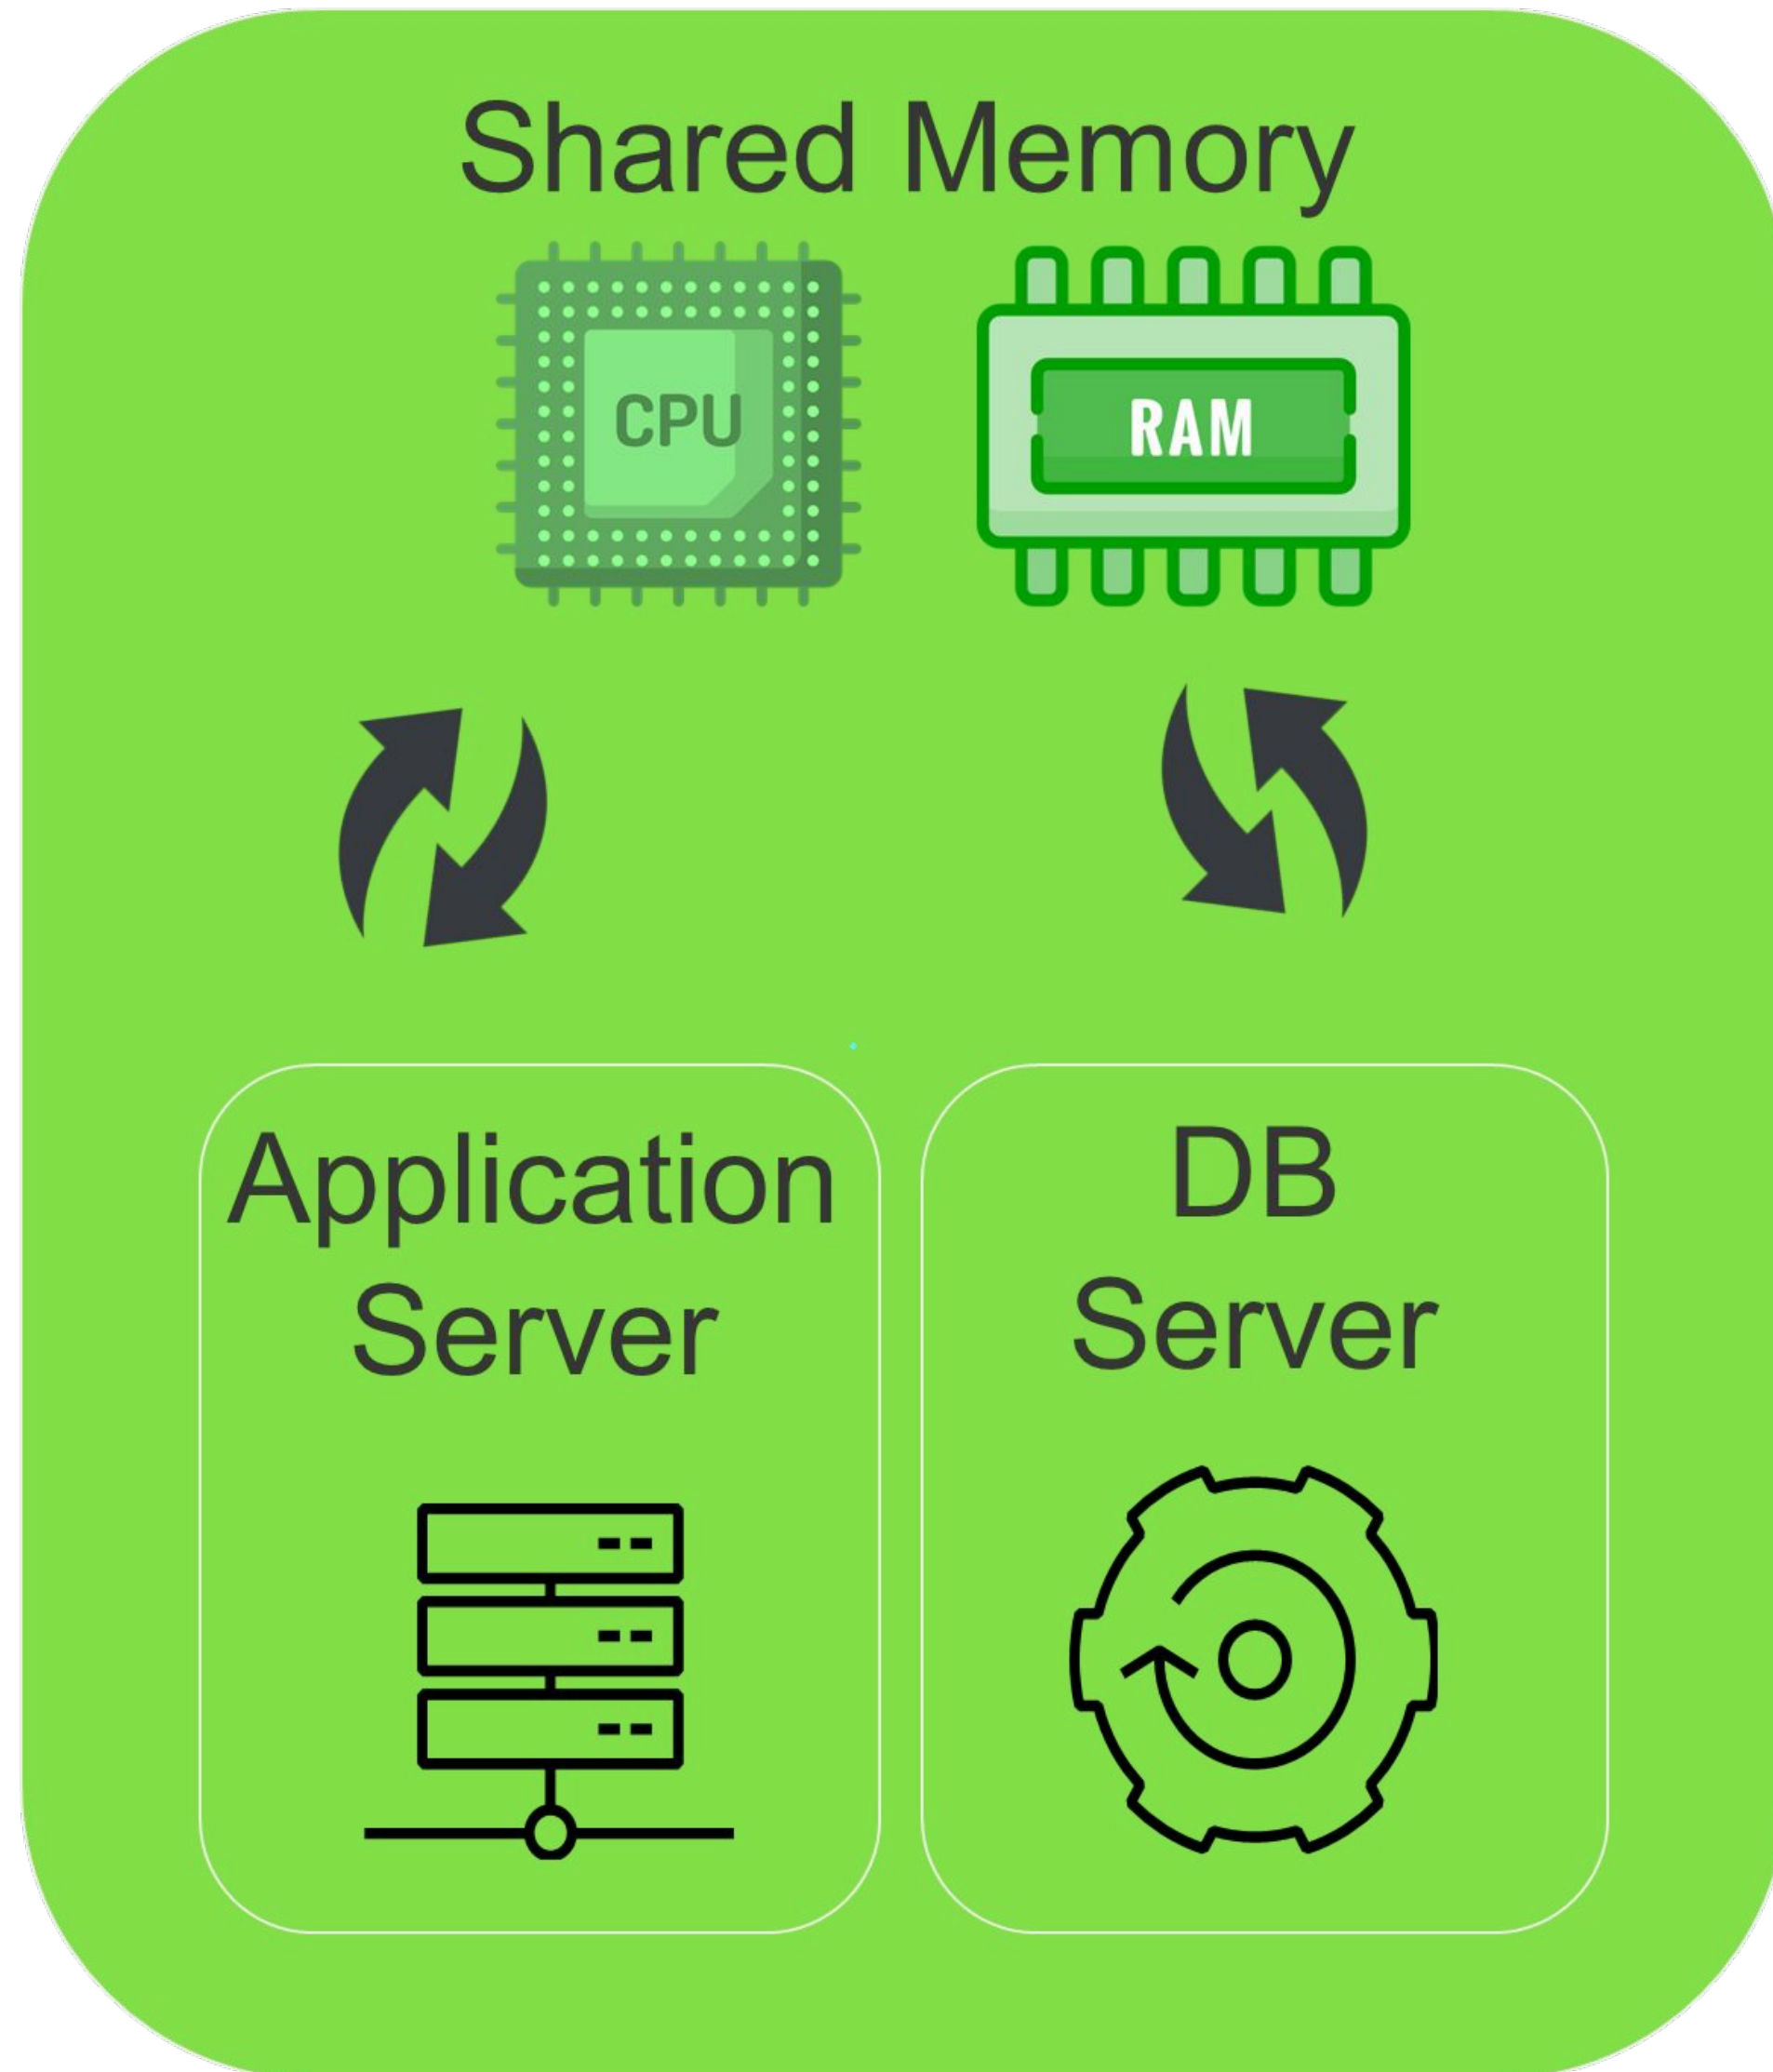 Shared Memory
CPU
RAM
Application
Server
DB
Server